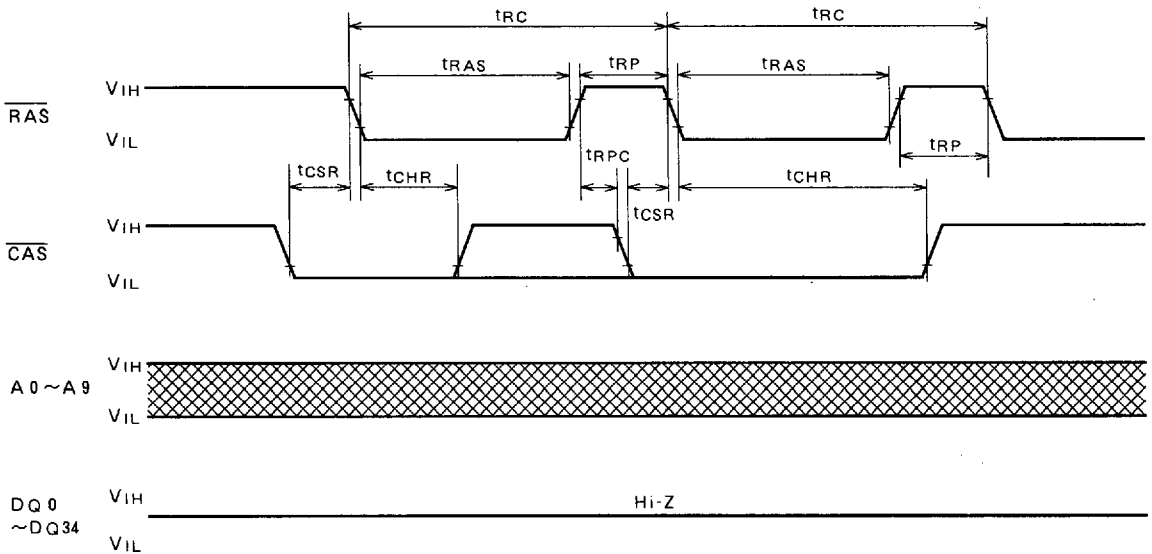 tRC tRC
tRAS tRP tRAS
VIH
RAS
VIL
tRP
tRPC
tCSR tCHR tCHR
tCSR
VIH
CAS
VIL
VIH
A0~A9
VIL
VIH Hi-Z
DQ0
~DQ34
VIL